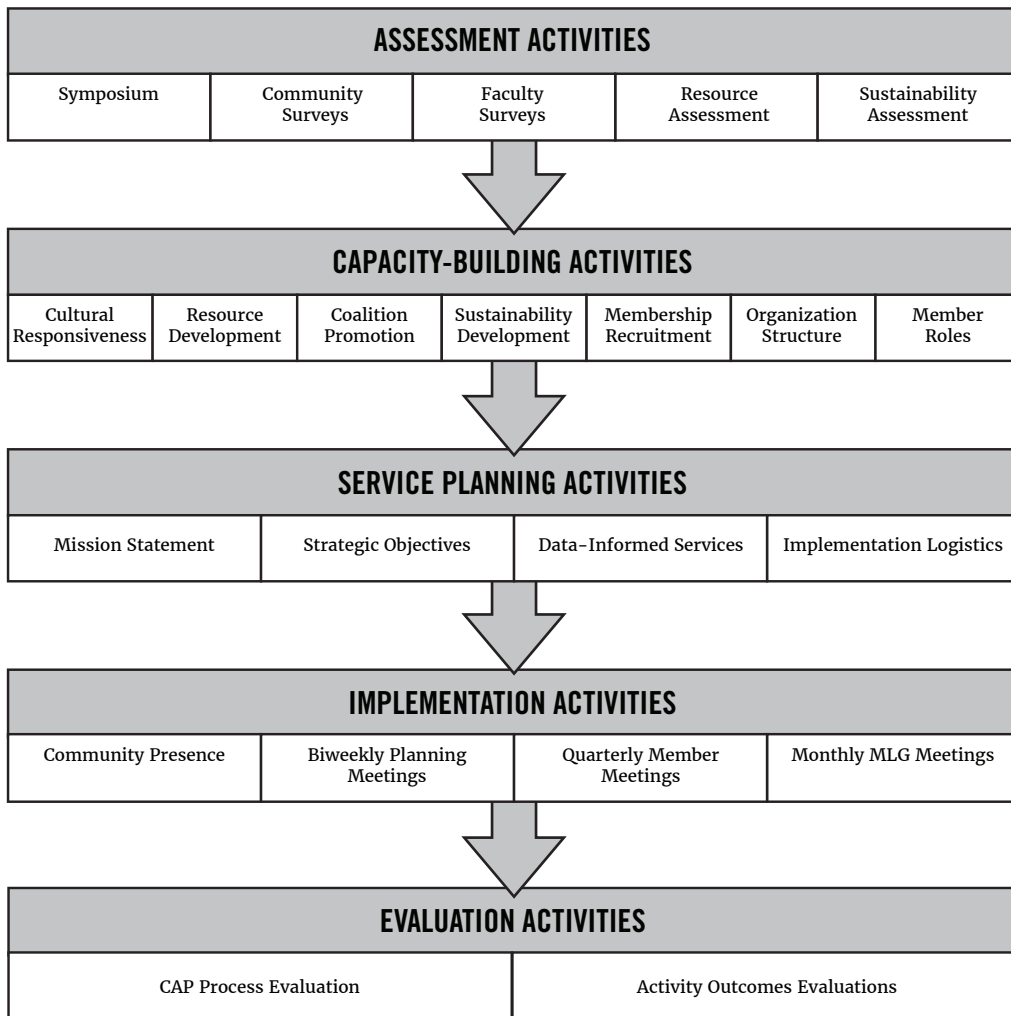 ASSESSMENT ACTIVITIES
Symposium
Community
Surveys
Faculty
Surveys
Resource
Assessment
Sustainability
Assessment
CAPACITY-BUILDING ACTIVITIES
Cultural
Responsiveness
Resource
Development
Coalition
Promotion
Sustainability
Development
Membership
Recruitment
Organization
Structure
Member
Roles
SERVICE PLANNING ACTIVITIES
Mission Statement
Strategic Objectives
Data-Informed Services
Implementation Logistics
IMPLEMENTATION ACTIVITIES
Community Presence
Biweekly Planning
Meetings
Quarterly Member
Meetings
Monthly MLG Meetings
EVALUATION ACTIVITIES
CAP Process Evaluation
Activity Outcomes Evaluations